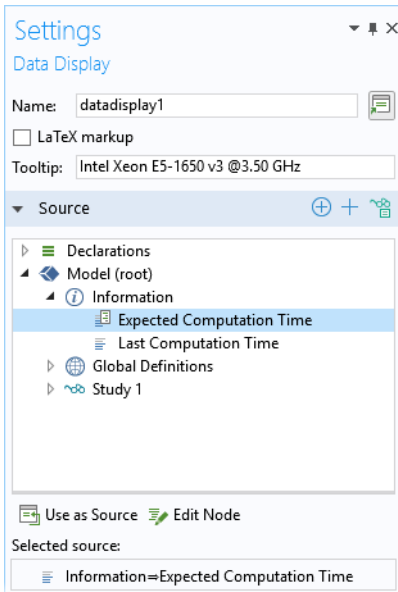 Settings
Data Display
Name: datadisplay1
LaTeX markup
Tooltip: Intel Xeon E5-1650 v3 @3.50 GHz
Source
Declarations
Model (root)
Information
Expected Computation Time
Last Computation Time
Global Definitions
Study 1
Use as Source Edit Node
Selected source:
Information⇒Expected Computation Time